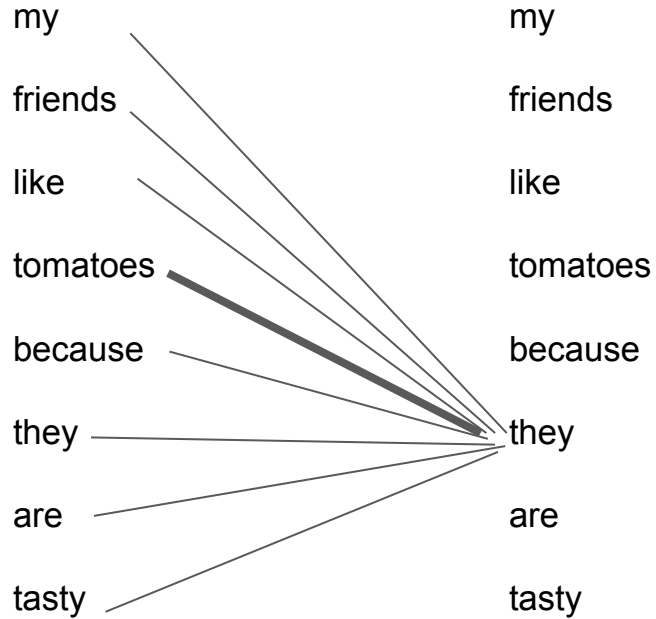 my my
friends friends
like like
tomatoes tomatoes
because because
they they
are are
tasty tasty